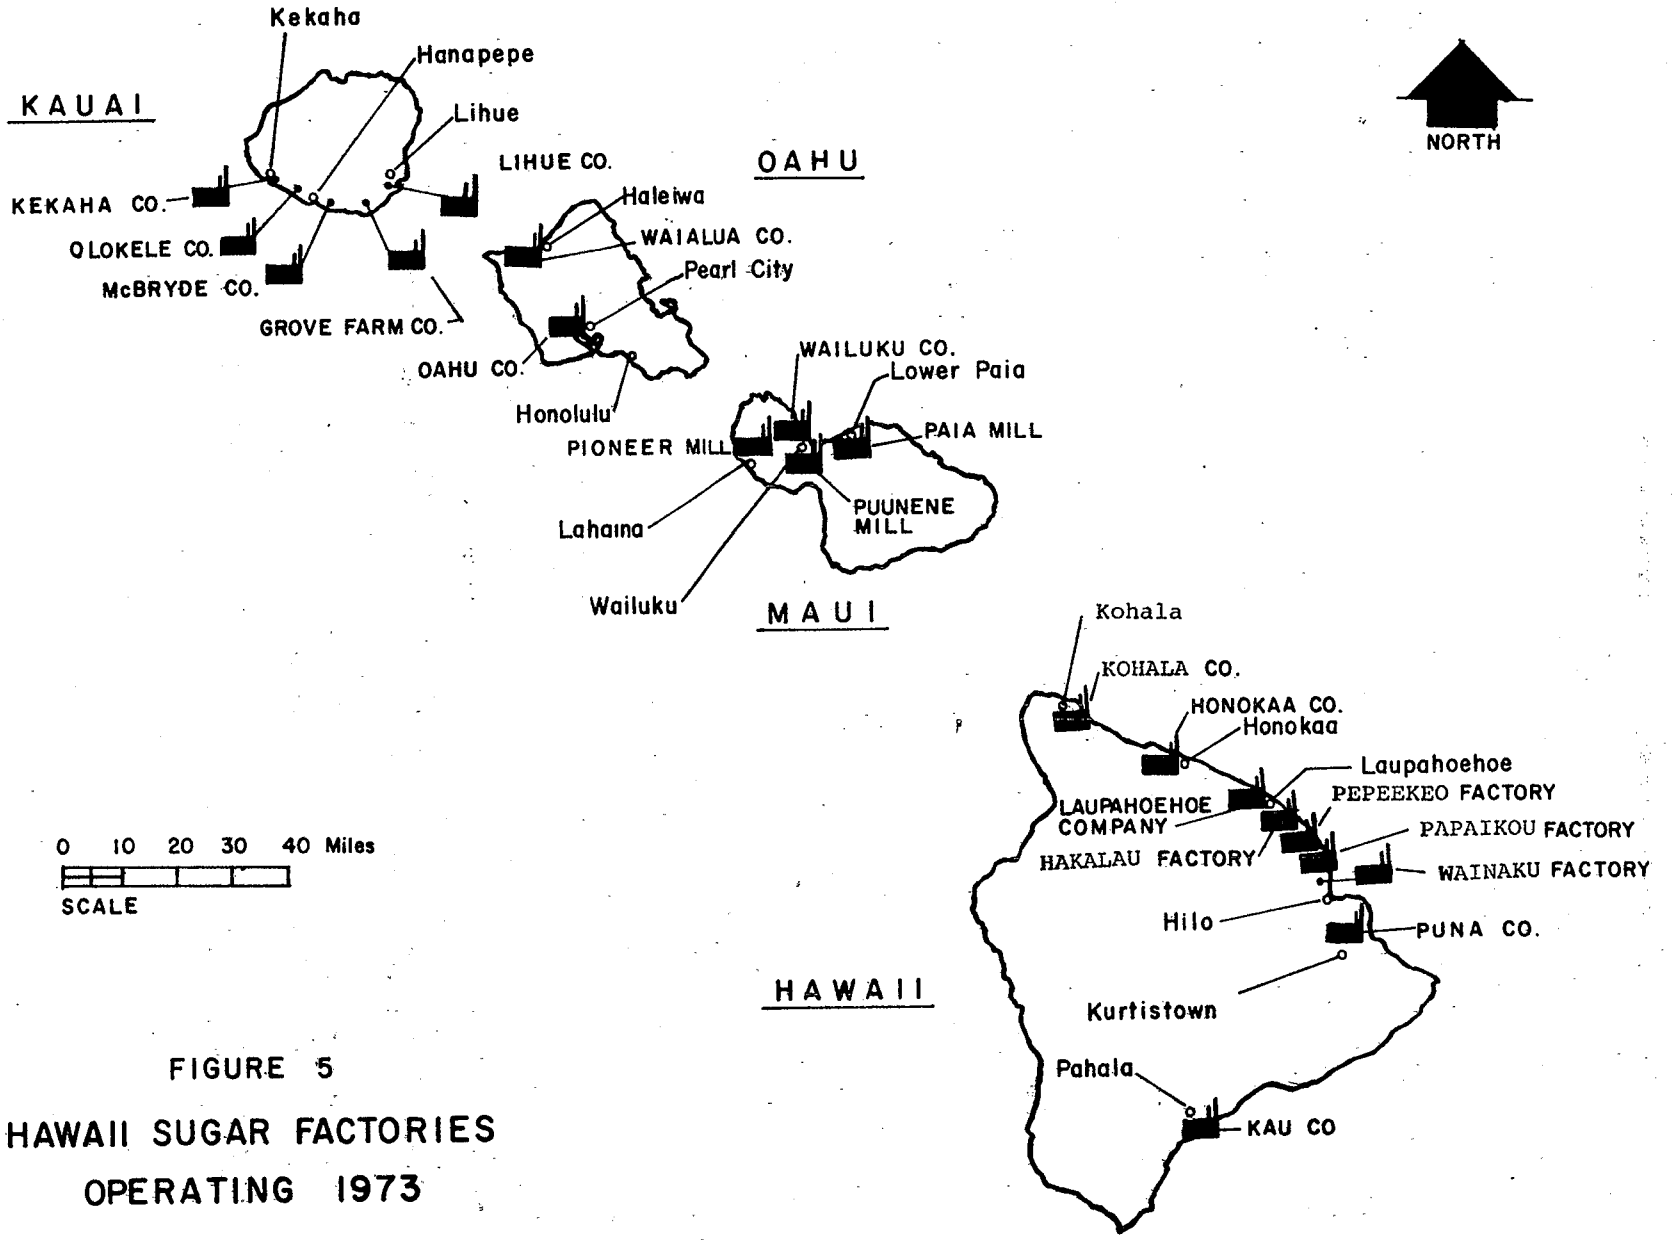 Kekaha
Hanapepe
KAUAI
Lihue
LIHUE CO.
OAHU
NORTH
KEKAHA CO.
Haleiwa
OLOKELE CO.
WAIALUA CO.
McBRYDE CO.
Pearl City
GROVE FARM CO.
OAHU CO.
WAILUKU CO.
Lower Paia
Honolulu
PIONEER MILL
PAIA MILL
Lahaina
PUUNENE
MILL
Wailuku
MAUI
Kohala
KOHALA CO.
HONOKAA CO.
Honokaa
Laupahoehoe
LAUPAHOEHOE
COMPANY
PEPEEKEO FACTORY
PAPAIKOU FACTORY
HAKALAU FACTORY
WAINAKU FACTORY
0 10 20 30 40 Miles
SCALE
Hilo
PUNA CO.
HAWAII
Kurtistown
Pahala
KAU CO
FIGURE 5
HAWAII SUGAR FACTORIES
OPERATING 1973